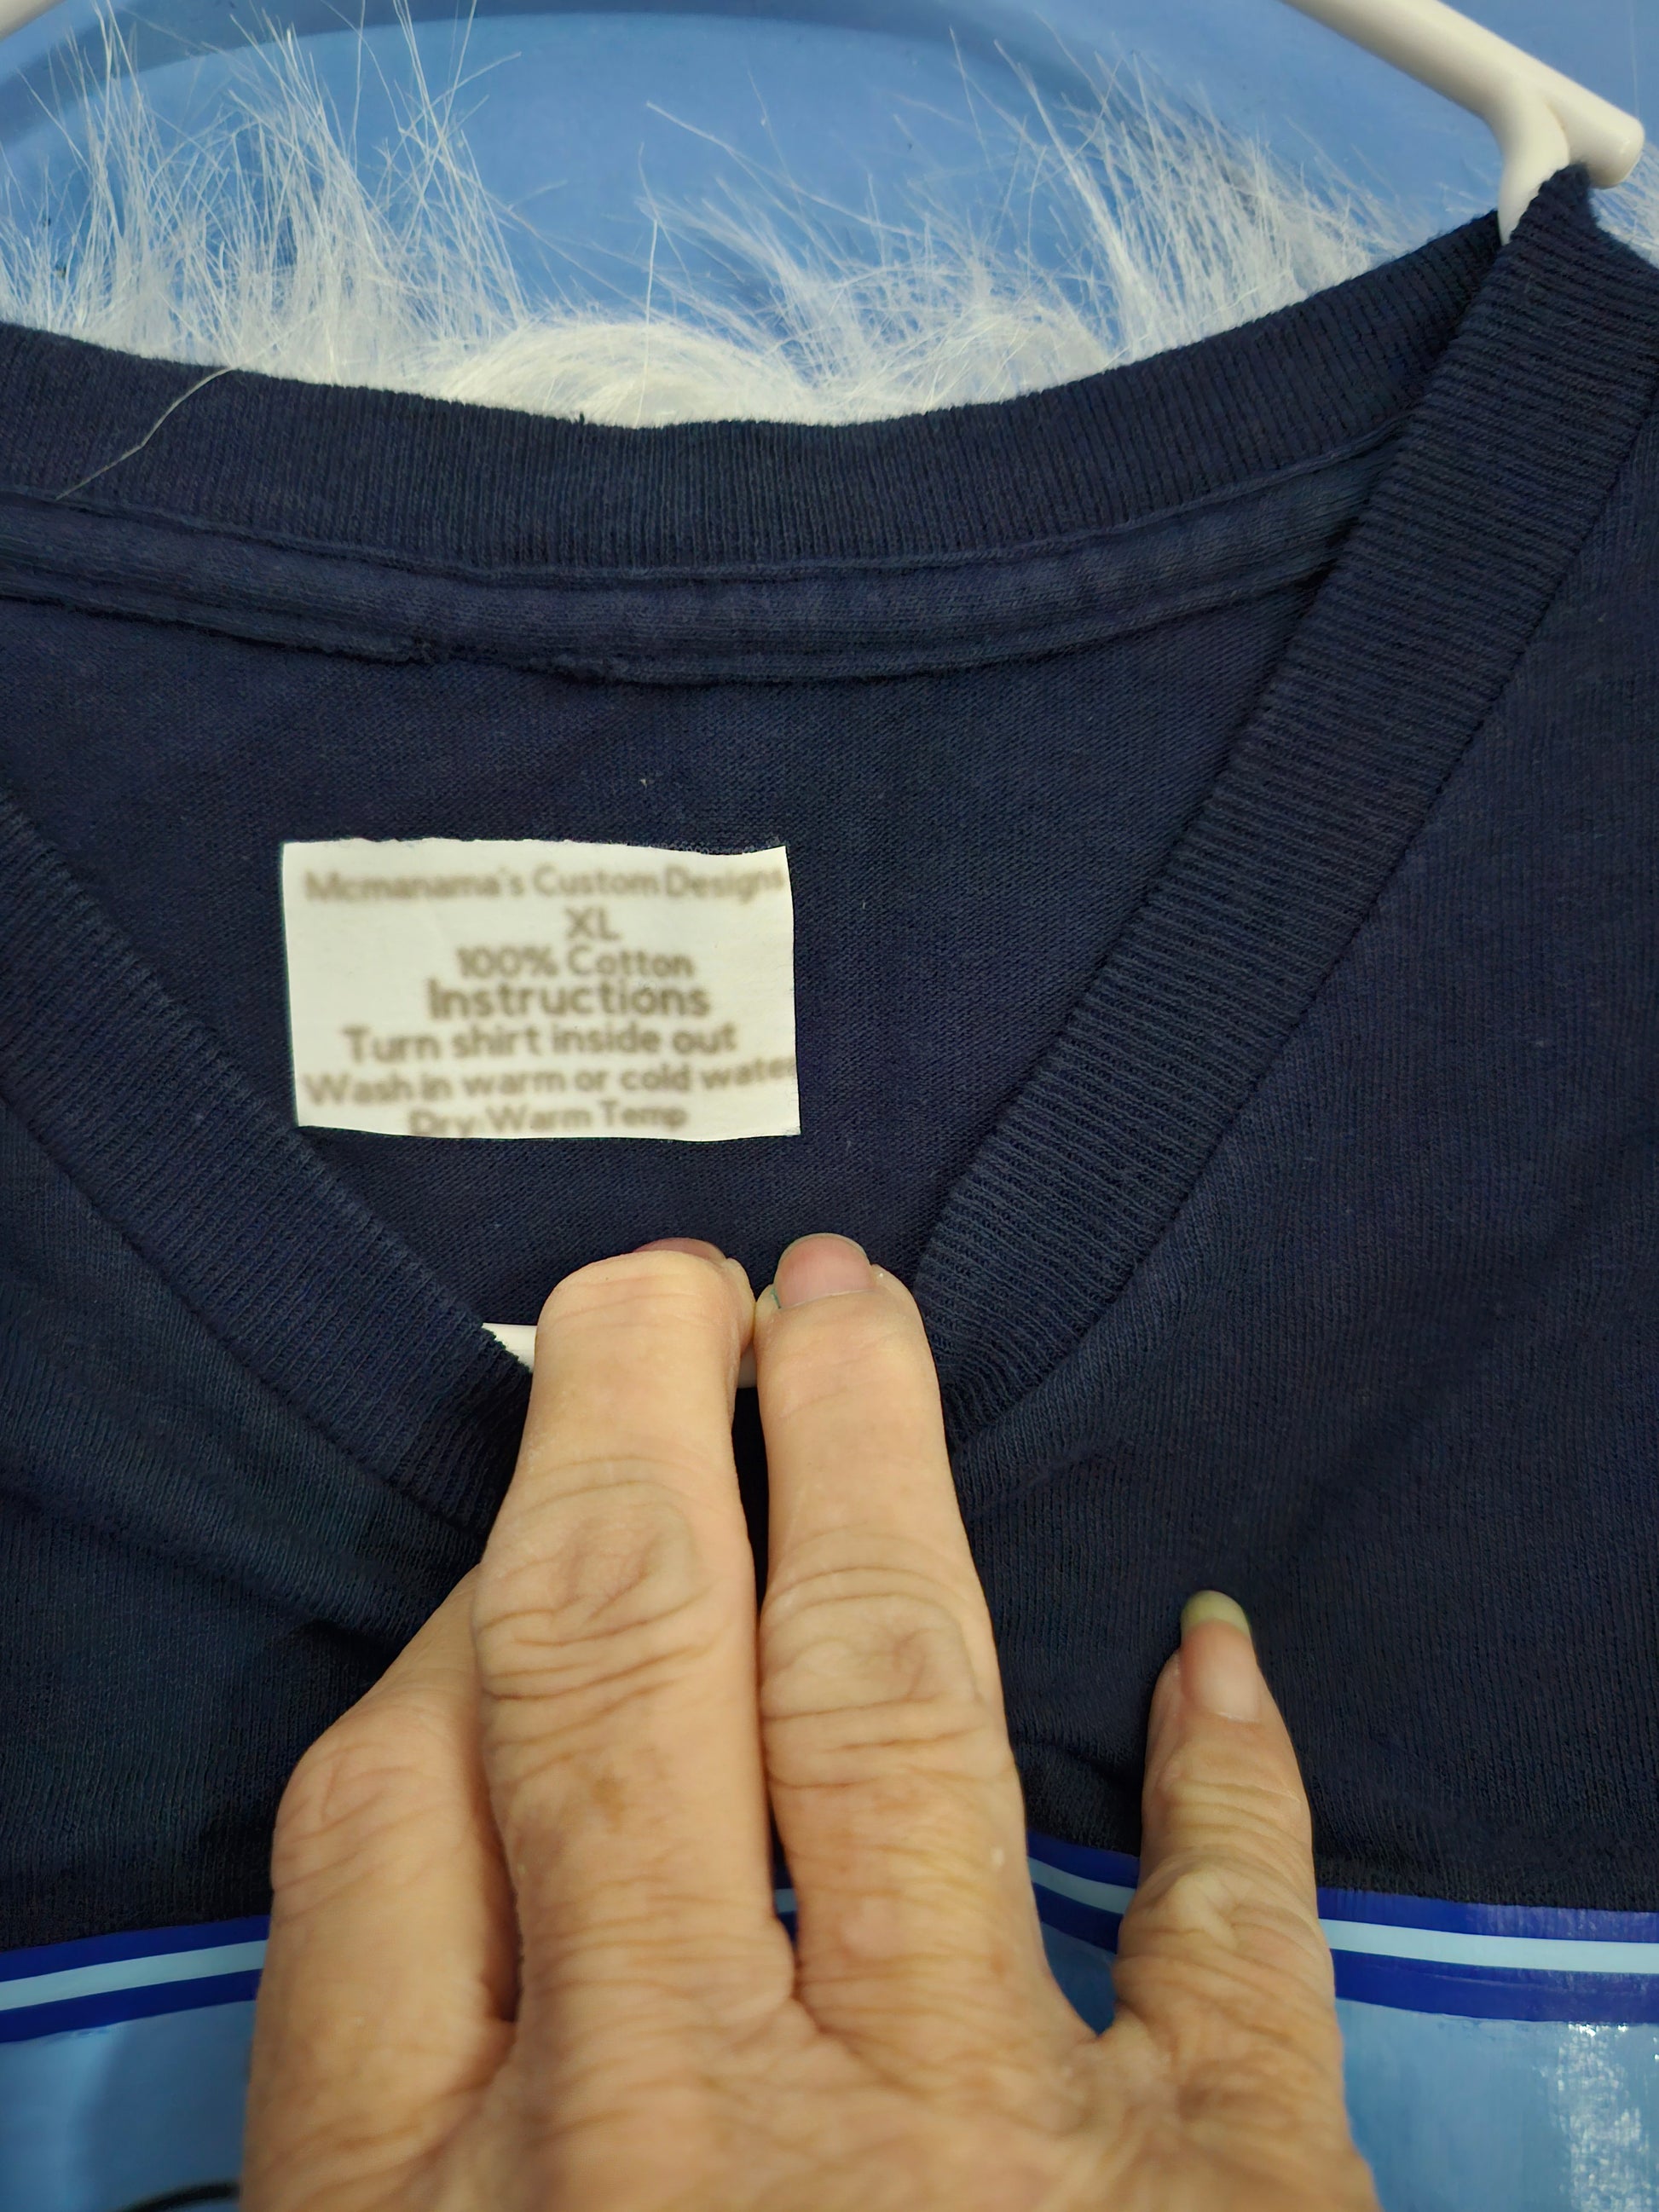 Mcmanama's Custom Designs
XL
100% Cotton
Instructions
Turn shirt inside out
Wash in warm or cold water
Dry: Warm Temp